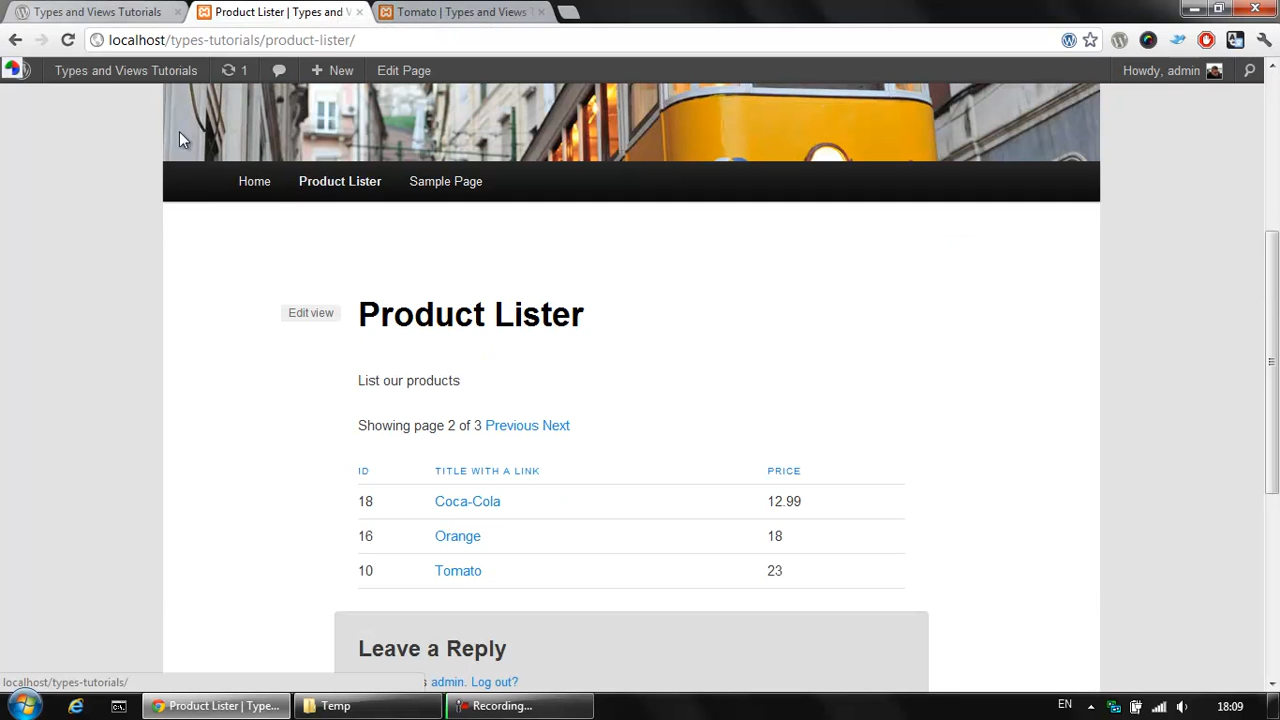 Types and Views Tutorials
Product Lister | Types and V
Tomato | Types and Views T
localhost/types-tutorials/product-lister/
Types and Views Tutorials
1
New
Edit Page
Howdy, admin
Home
Product Lister
Sample Page
Edit view
Product Lister
List our products
Showing page 2 of 3 Previous Next
ID TITLE WITH A LINK PRICE
18 Coca-Cola 12.99
16 Orange 18
10 Tomato 23
Leave a Reply
admin. Log out?
localhost/types-tutorials/
Product Lister | Type...
Temp
Recording...
EN
18:09